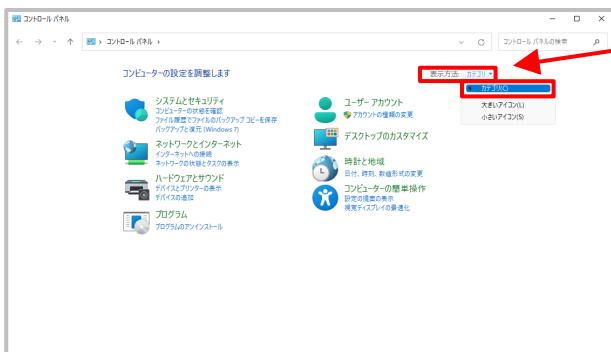 コントロール パネル
コントロール パネル
コントロール パネルの検索
コンピューターの設定を調整します
表示方法: カテゴリ
カテゴリ(C)
大きいアイコン(L)
小さいアイコン(S)
システムとセキュリティ
コンピューターの状態を確認
ファイル履歴でファイルのバックアップ コピーを保存
バックアップと復元 (Windows 7)
ネットワークとインターネット
インターネットへの接続
ネットワークの状態とタスクの表示
ハードウェアとサウンド
デバイスとプリンターの表示
デバイスの追加
プログラム
プログラムのアンインストール
ユーザー アカウント
アカウントの種類の変更
デスクトップのカスタマイズ
時計と地域
日付、時刻、数値形式の変更
コンピューターの簡単操作
設定の提案の表示
視覚ディスプレイの最適化